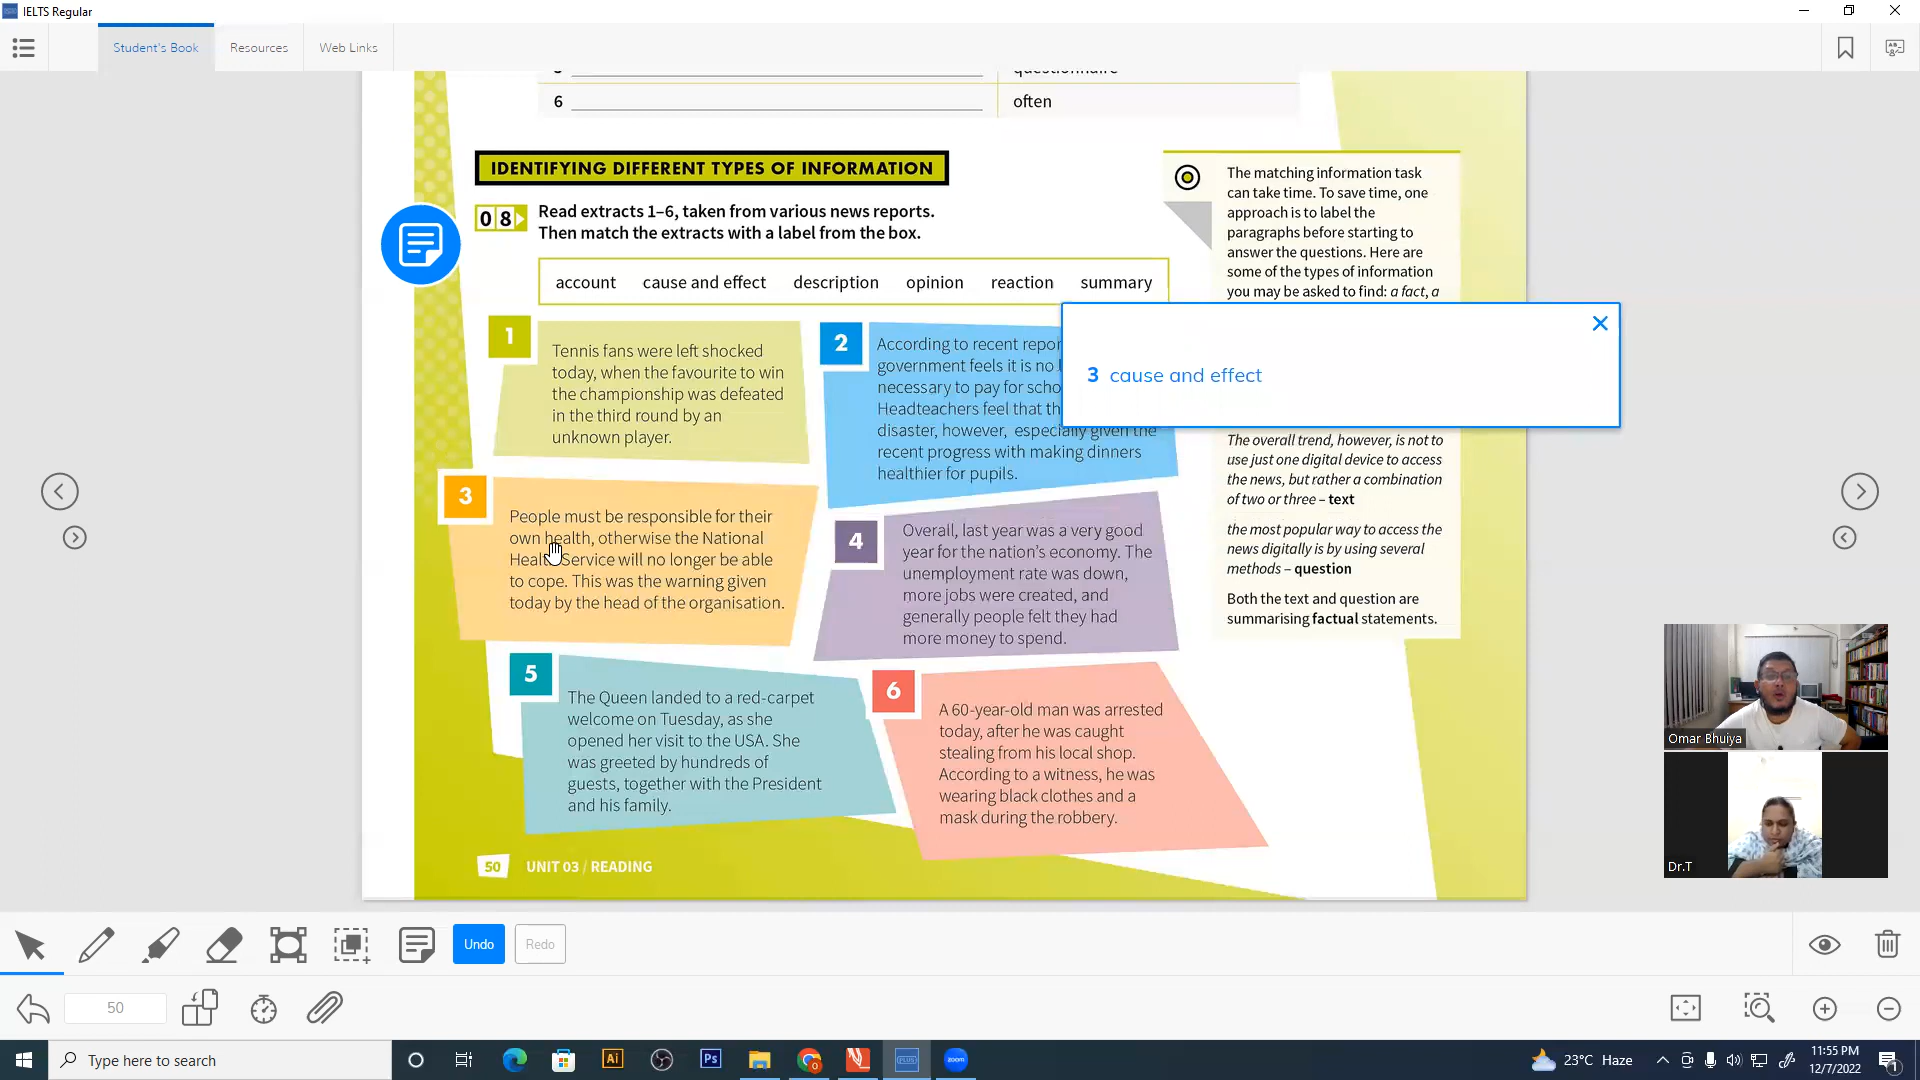 IELTS Regular
Student's Book
Resources
Web Links
questionnaire
6
often
IDENTIFYING DIFFERENT TYPES OF INFORMATION
08
Read extracts 1–6, taken from various news reports.
Then match the extracts with a label from the box.
account cause and effect description opinion reaction summary
1
Tennis fans were left shocked
today, when the favourite to win
the championship was defeated
in the third round by an
unknown player.
2
According to recent repor
government feels it is no
necessary to pay for scho
Headteachers feel that th
disaster, however, especially given the
recent progress with making dinners
healthier for pupils.
3
People must be responsible for their
own health, otherwise the National
Health Service will no longer be able
to cope. This was the warning given
today by the head of the organisation.
4
Overall, last year was a very good
year for the nation's economy. The
unemployment rate was down,
more jobs were created, and
generally people felt they had
more money to spend.
5
The Queen landed to a red-carpet
welcome on Tuesday, as she
opened her visit to the USA. She
was greeted by hundreds of
guests, together with the President
and his family.
6
A 60-year-old man was arrested
today, after he was caught
stealing from his local shop.
According to a witness, he was
wearing black clothes and a
mask during the robbery.
The matching information task
can take time. To save time, one
approach is to label the
paragraphs before starting to
answer the questions. Here are
some of the types of information
you may be asked to find: a fact, a
3 cause and effect
The overall trend, however, is not to
use just one digital device to access
the news, but rather a combination
of two or three – text
the most popular way to access the
news digitally is by using several
methods – question
Both the text and question are
summarising factual statements.
50 UNIT 03 / READING
Omar Bhuiya
Dr.T
Undo
Redo
50
Type here to search
Ai
Ps
PLUS
zoom
23°C Haze
11:55 PM
12/7/2022
1